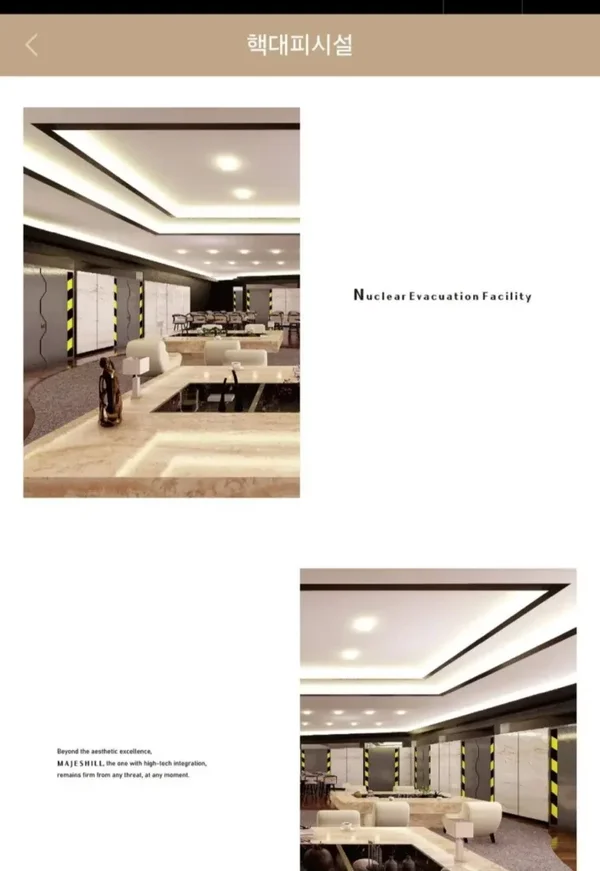 핵대피시설
Nuclear Evacuation Facility
Beyond the aesthetic excellence,
MAJESHILL, the one with high-tech integration,
remains firm from any threat, at any moment.